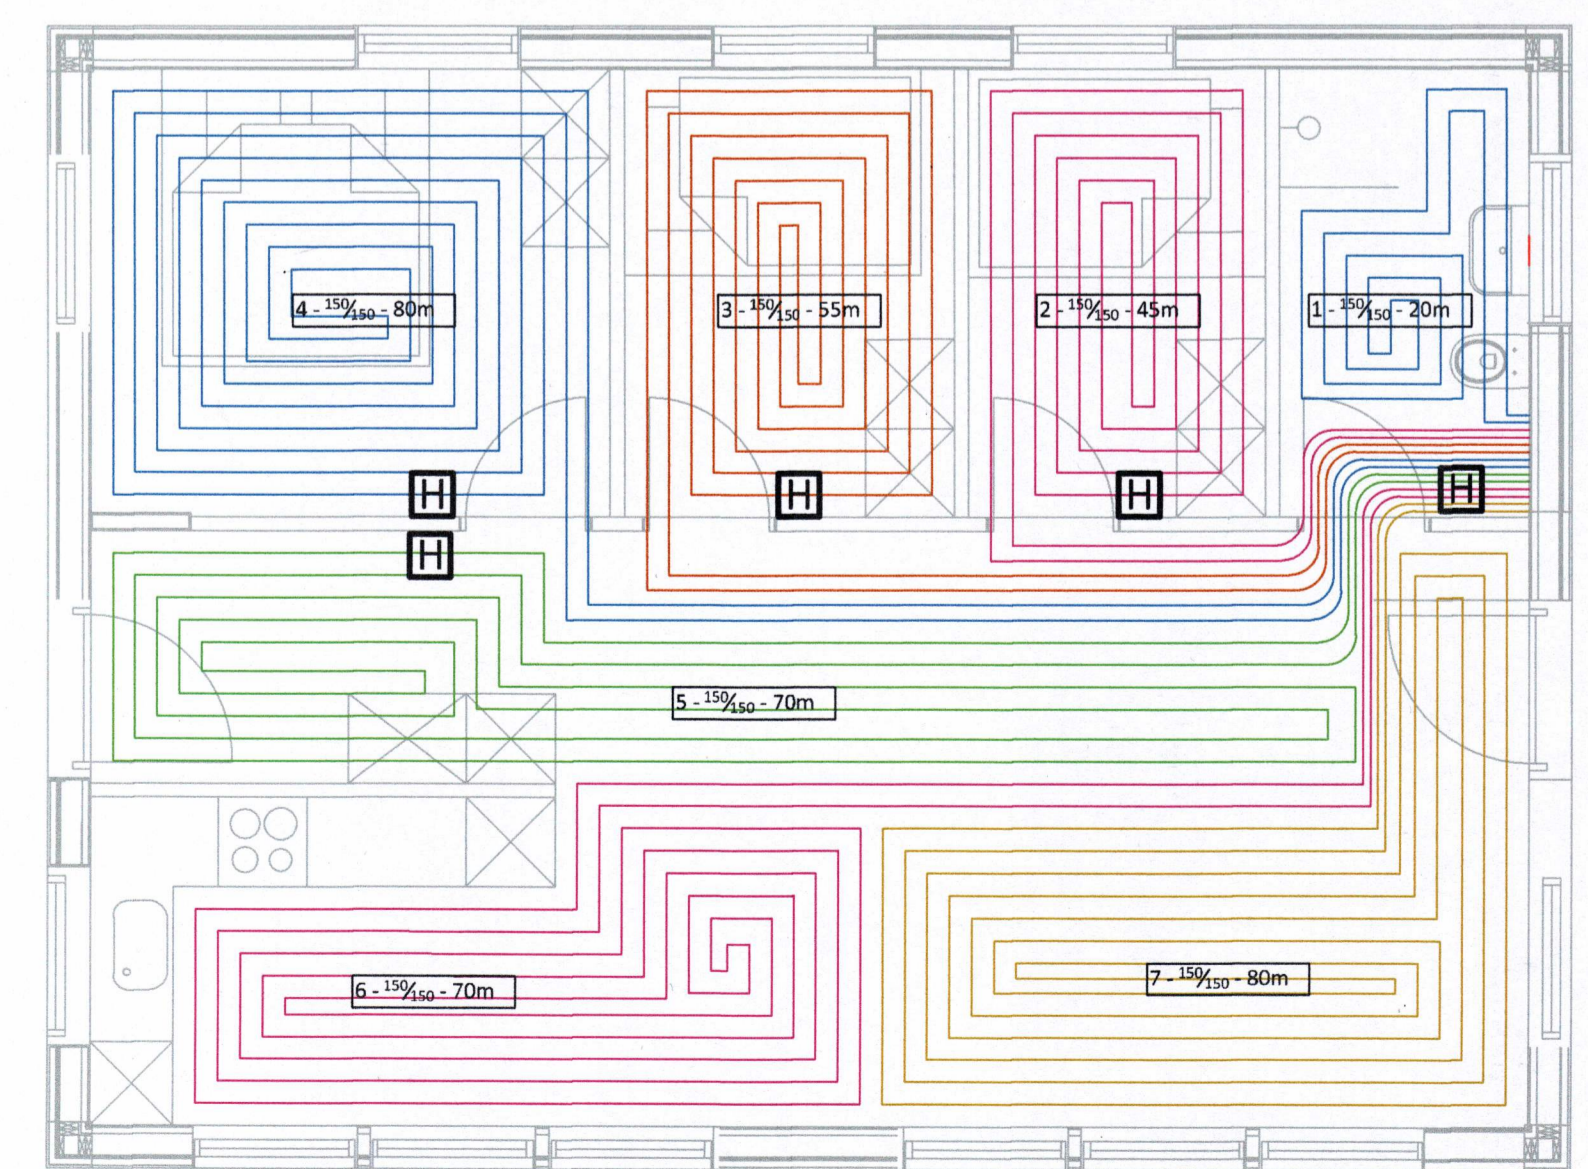 4 - 150/150 - 80m
3 - 150/150 - 55m
2 - 150/150 - 45m
1 - 150/150 - 20m
H
H
H
H
H
5 - 150/150 - 70m
6 - 150/150 - 70m
7 - 150/150 - 80m